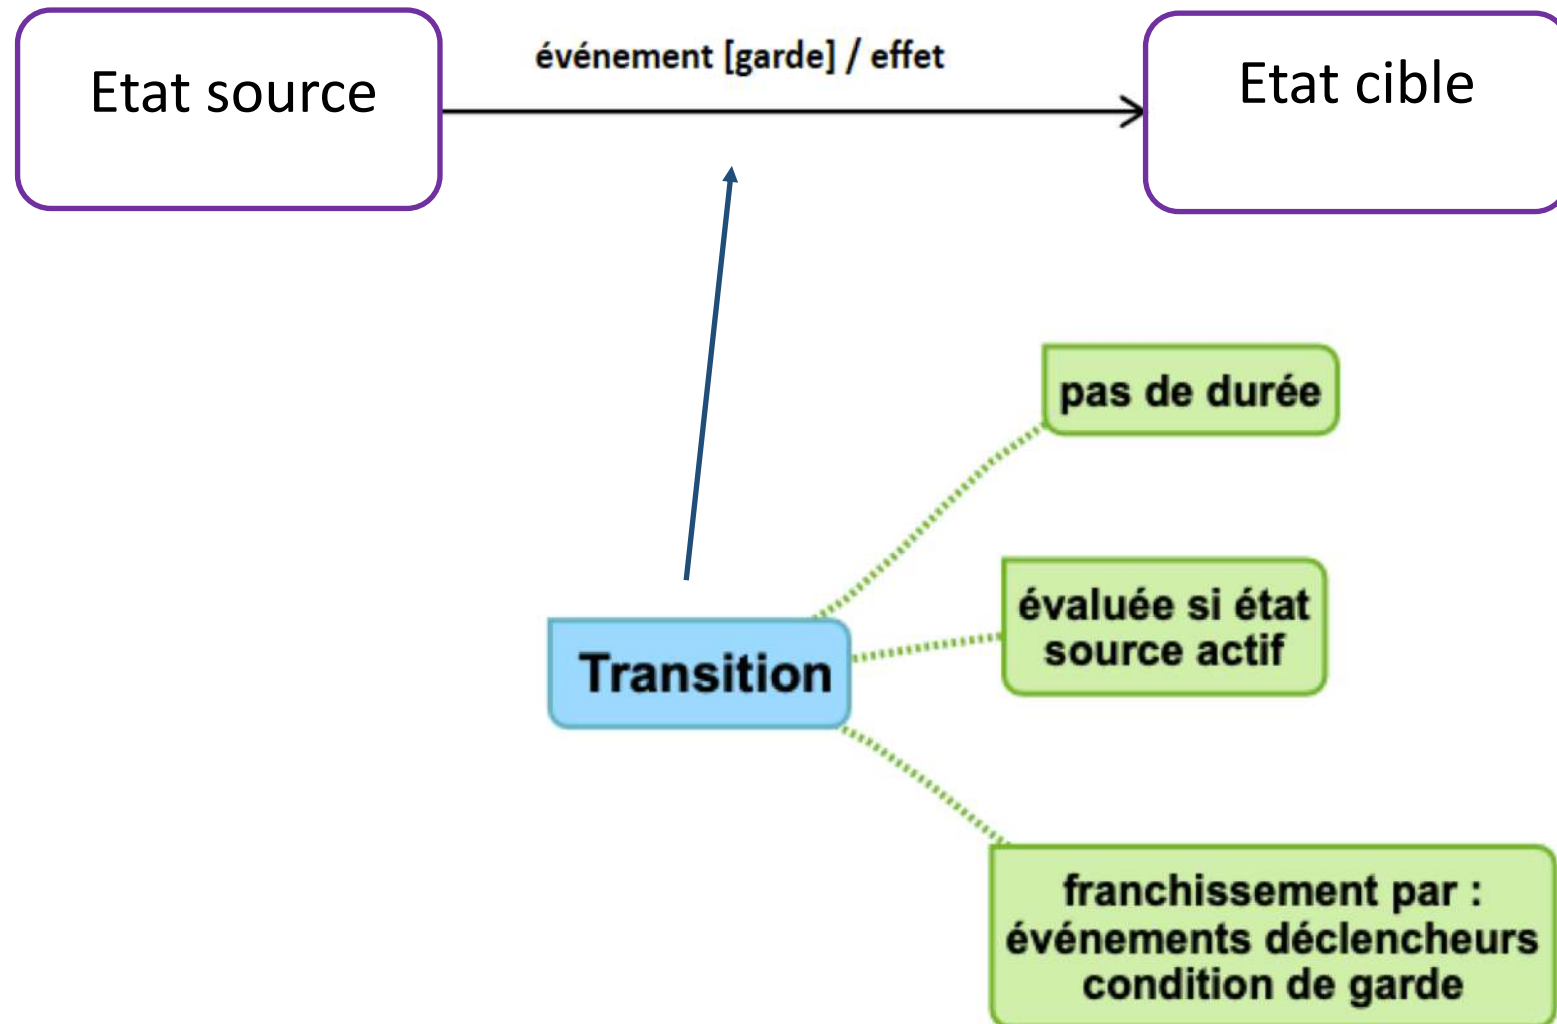 Etat source
événement [garde] / effet
Etat cible
pas de durée
évaluée si état
source actif
Transition
franchissement par :
événements déclencheurs
condition de garde